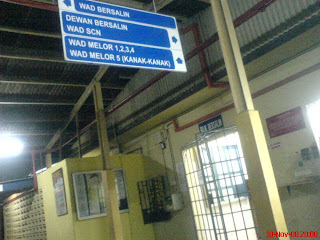 WAD BERSALIN
DEWAN BERSALIN
WAD SCN
WAD MELOR 1,2,3,4
WAD MELOR 5 (KANAK-KANAK)